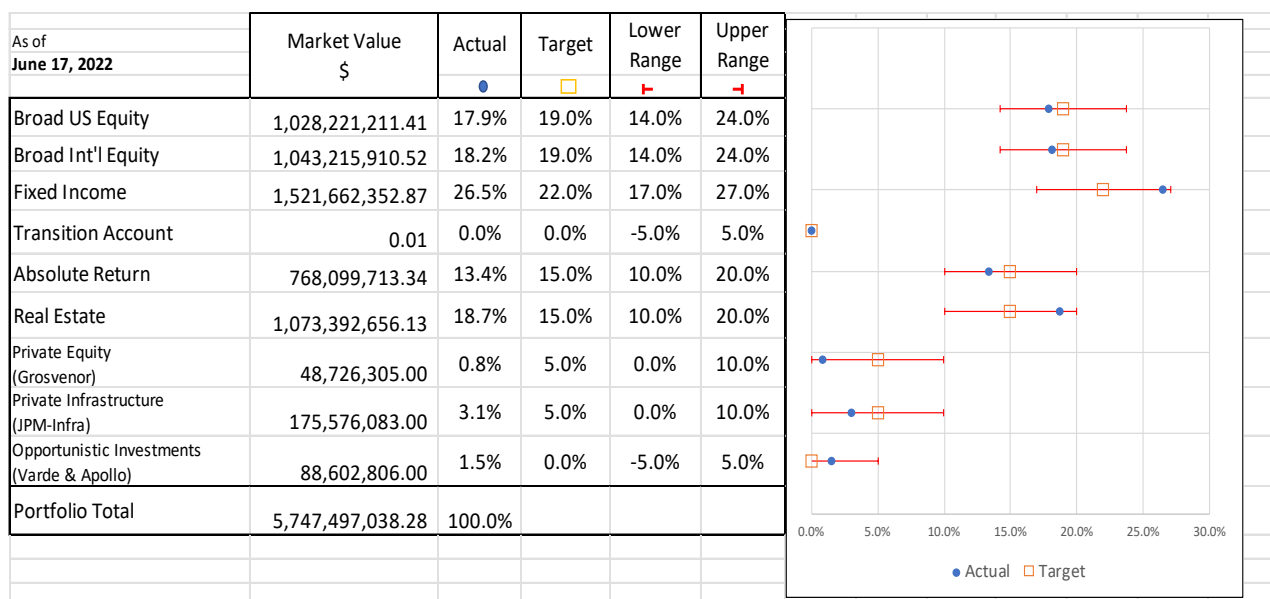 As of
June 17, 2022
Market Value
$
Actual
Target
Lower
Range
Upper
Range
Broad US Equity 1,028,221,211.41 17.9% 19.0% 14.0% 24.0%
Broad Int'l Equity 1,043,215,910.52 18.2% 19.0% 14.0% 24.0%
Fixed Income 1,521,662,352.87 26.5% 22.0% 17.0% 27.0%
Transition Account 0.01 0.0% 0.0% -5.0% 5.0%
Absolute Return 768,099,713.34 13.4% 15.0% 10.0% 20.0%
Real Estate 1,073,392,656.13 18.7% 15.0% 10.0% 20.0%
Private Equity
(Grosvenor) 48,726,305.00 0.8% 5.0% 0.0% 10.0%
Private Infrastructure
(JPM-Infra) 175,576,083.00 3.1% 5.0% 0.0% 10.0%
Opportunistic Investments
(Varde & Apollo) 88,602,806.00 1.5% 0.0% -5.0% 5.0%
Portfolio Total 5,747,497,038.28 100.0%
0.0% 5.0% 10.0% 15.0% 20.0% 25.0% 30.0%
Actual Target